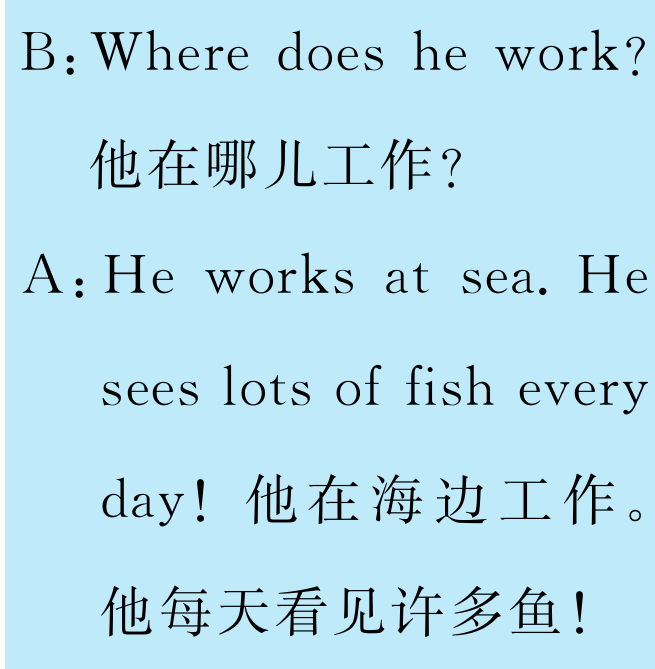 B:Where does he work?
他在哪儿工作?
A:He works at sea. He
sees lots of fish every
day! 他在海边工作。
他每天看见许多鱼!